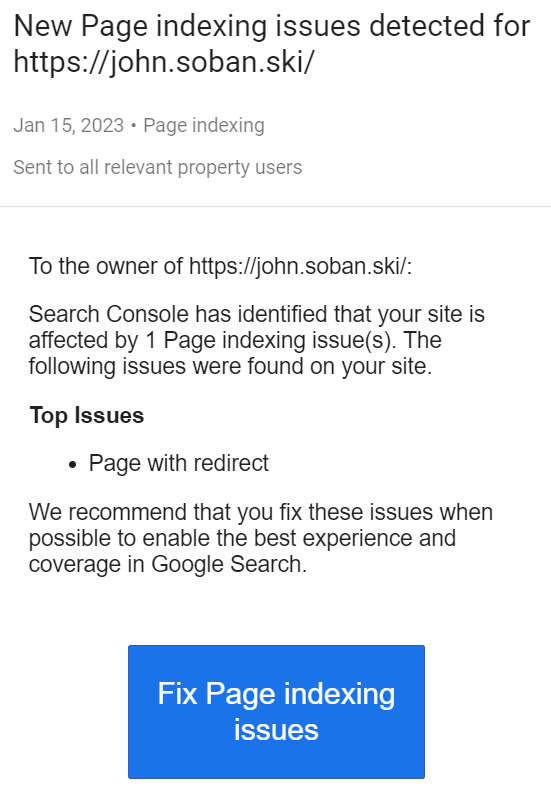 New Page indexing issues detected for
https://john.soban.ski/
Jan 15, 2023 • Page indexing
Sent to all relevant property users
To the owner of https://john.soban.ski/:
Search Console has identified that your site is
affected by 1 Page indexing issue(s). The
following issues were found on your site.
Top Issues
• Page with redirect
We recommend that you fix these issues when
possible to enable the best experience and
coverage in Google Search.
Fix Page indexing
issues